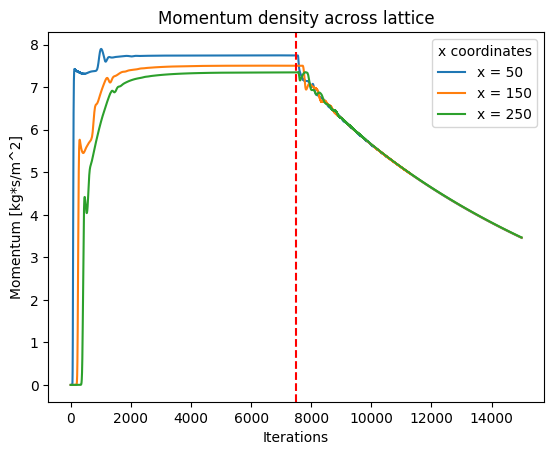 Momentum density across lattice
Momentum [kg*s/m^2]
8
7
6
5
4
3
2
1
0
x coordinates
x = 50
x = 150
x = 250
0 2000 4000 6000 8000 10000 12000 14000
Iterations